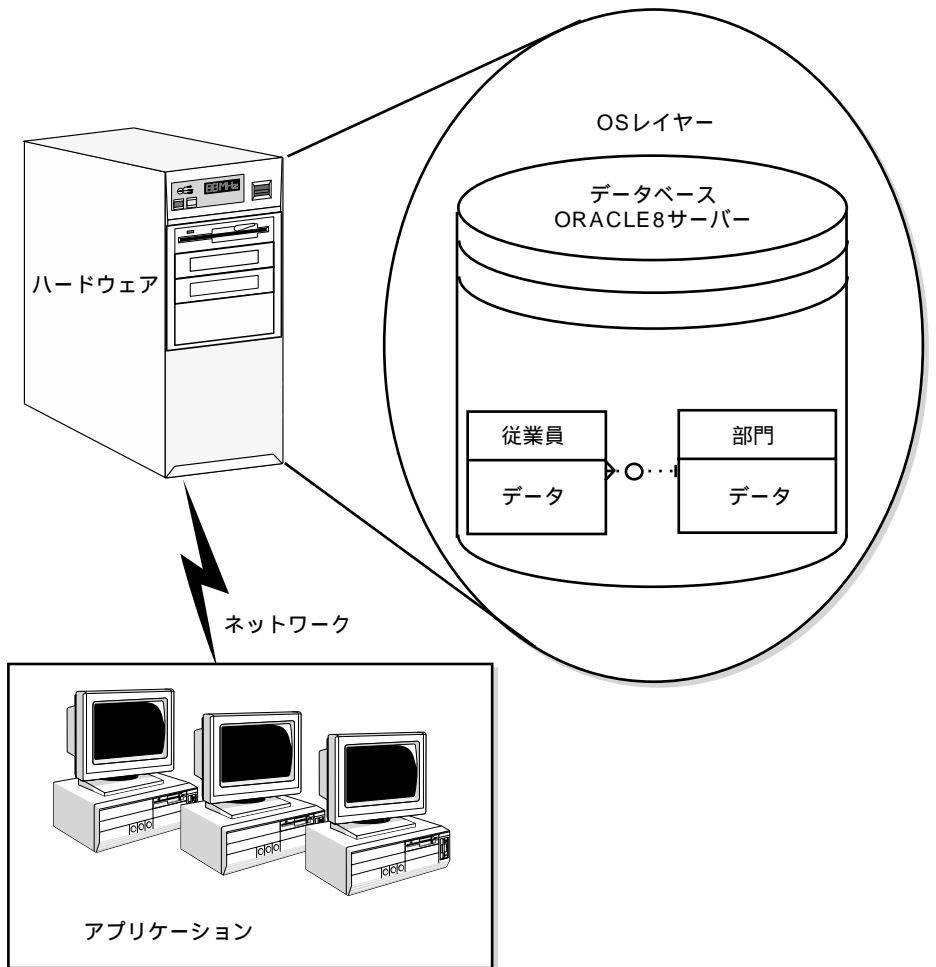 OSレイヤー
データベース
ORACLE8サーバー
88MHz
ハードウェア
従業員
部門
データ
データ
ネットワーク
アプリケーション